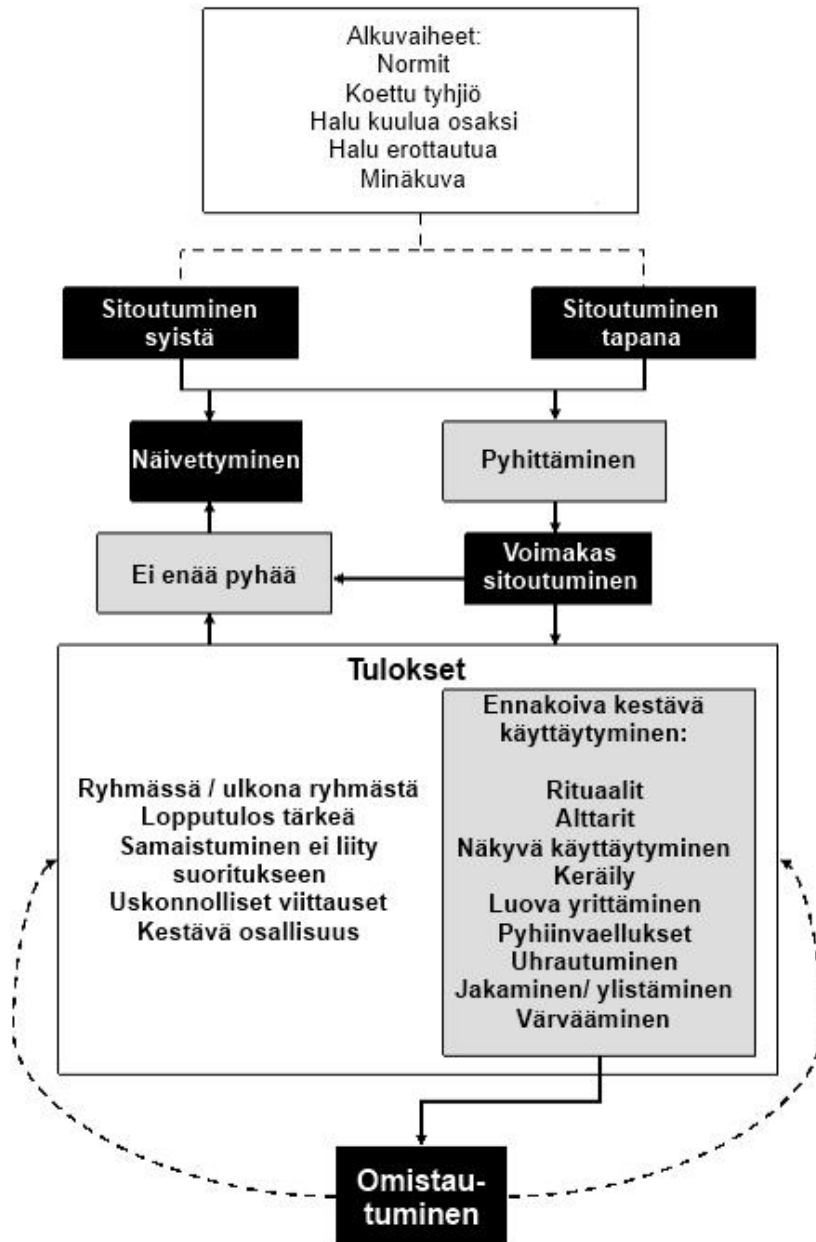 Alkuvaiheet:
Normit
Koettu tyhjiö
Halu kuulua osaksi
Halu erottautua
Minäkuva
Sitoutuminen
syistä
Sitoutuminen
tapana
Näivettyminen
Pyhittäminen
Ei enää pyhää
Voimakas
sitoutuminen
Tulokset
Ryhmässä / ulkona ryhmästä
Lopputulos tärkeä
Samaistuminen ei liity
suoritukseen
Uskonnolliset viittaukset
Kestävä osallisuus
Ennakoiva kestävä
käyttäytyminen:
Rituaalit
Alttarit
Näkyvä käyttäytyminen
Keräily
Luova yrittäminen
Pyhiinvaellukset
Uhrautuminen
Jakaminen/ ylistäminen
Värvääminen
Omistau-
tuminen